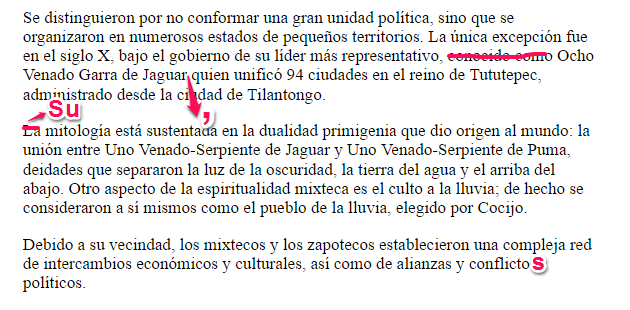 Se distinguieron por no conformar una gran unidad política, sino que se
organizaron en numerosos estados de pequeños territorios. La única excepción fue
en el siglo X, bajo el gobierno de su líder más representativo, conocido como Ocho
Venado Garra de Jaguar quien unificó 94 ciudades en el reino de Tututepec,
administrado desde la ciudad de Tilantongo.
Su ,
La mitología está sustentada en la dualidad primigenia que dio origen al mundo: la
unión entre Uno Venado-Serpiente de Jaguar y Uno Venado-Serpiente de Puma,
deidades que separaron la luz de la oscuridad, la tierra del agua y el arriba del
abajo. Otro aspecto de la espiritualidad mixteca es el culto a la lluvia; de hecho se
consideraron a sí mismos como el pueblo de la lluvia, elegido por Cocijo.
Debido a su vecindad, los mixtecos y los zapotecos establecieron una compleja red
de intercambios económicos y culturales, así como de alianzas y conflictos
políticos.